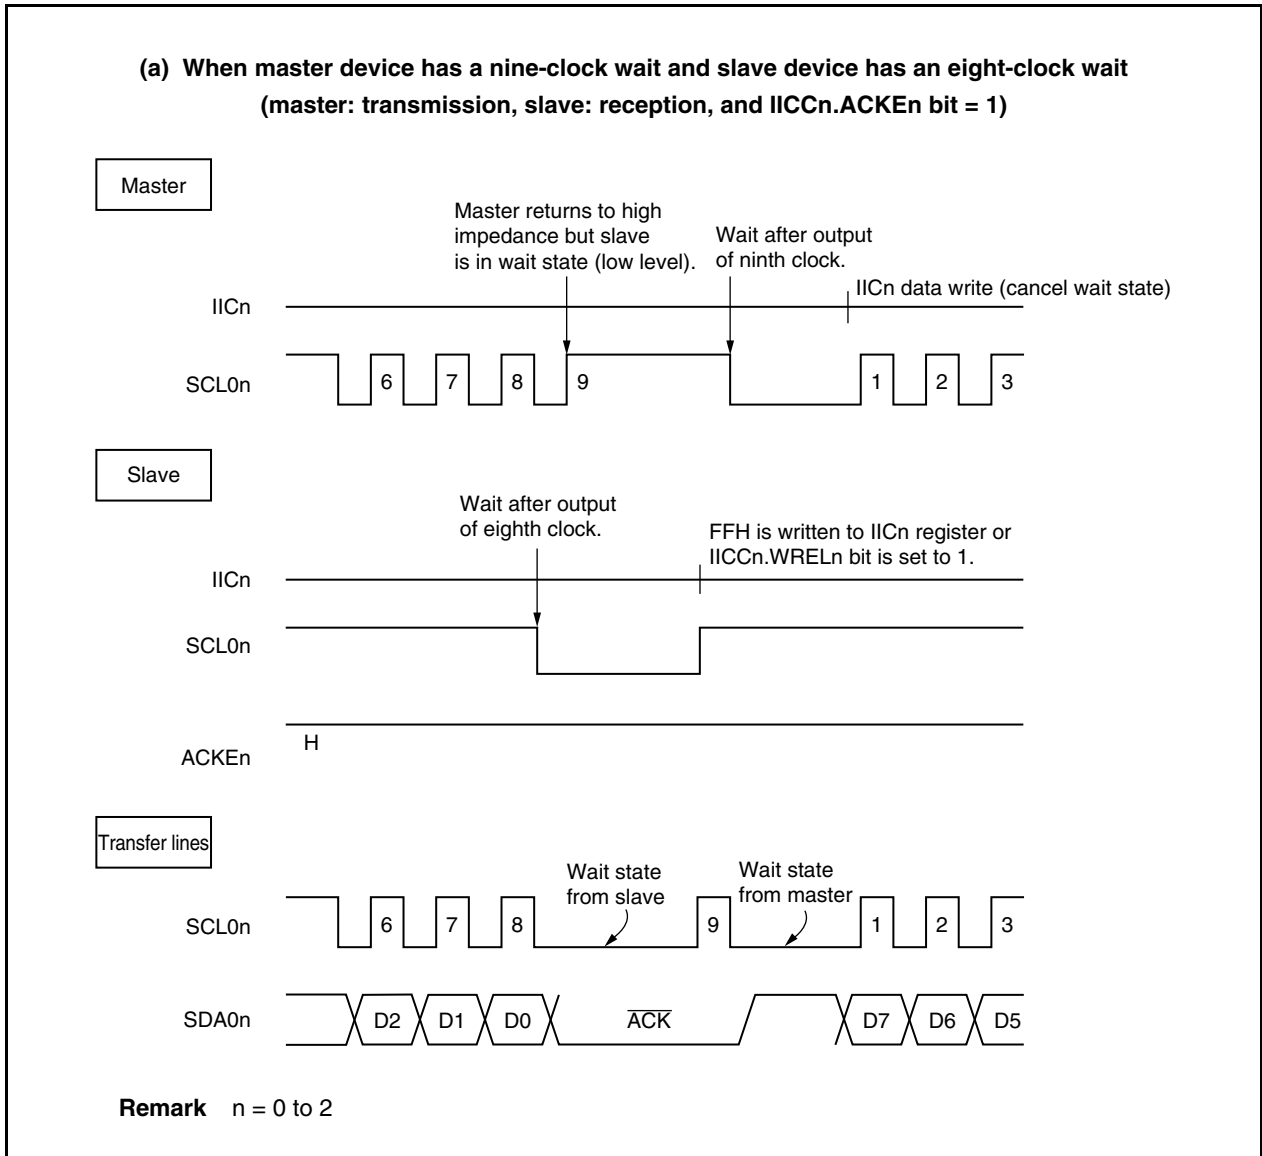 (a) When master device has a nine-clock wait and slave device has an eight-clock wait
(master: transmission, slave: reception, and IICCn.ACKEn bit = 1)
Master
Master returns to high
impedance but slave
is in wait state (low level).
Wait after output
of ninth clock.
IICn data write (cancel wait state)
IICn
SCL0n
6 7 8 9 1 2 3
Slave
Wait after output
of eighth clock.
FFH is written to IICn register or
IICCn.WRELn bit is set to 1.
IICn
SCL0n
H
ACKEn
Transfer lines
Wait state
from slave
Wait state
from master
SCL0n
6 7 8 9 1 2 3
SDA0n
D2 D1 D0 ACK D7 D6 D5
Remark n = 0 to 2